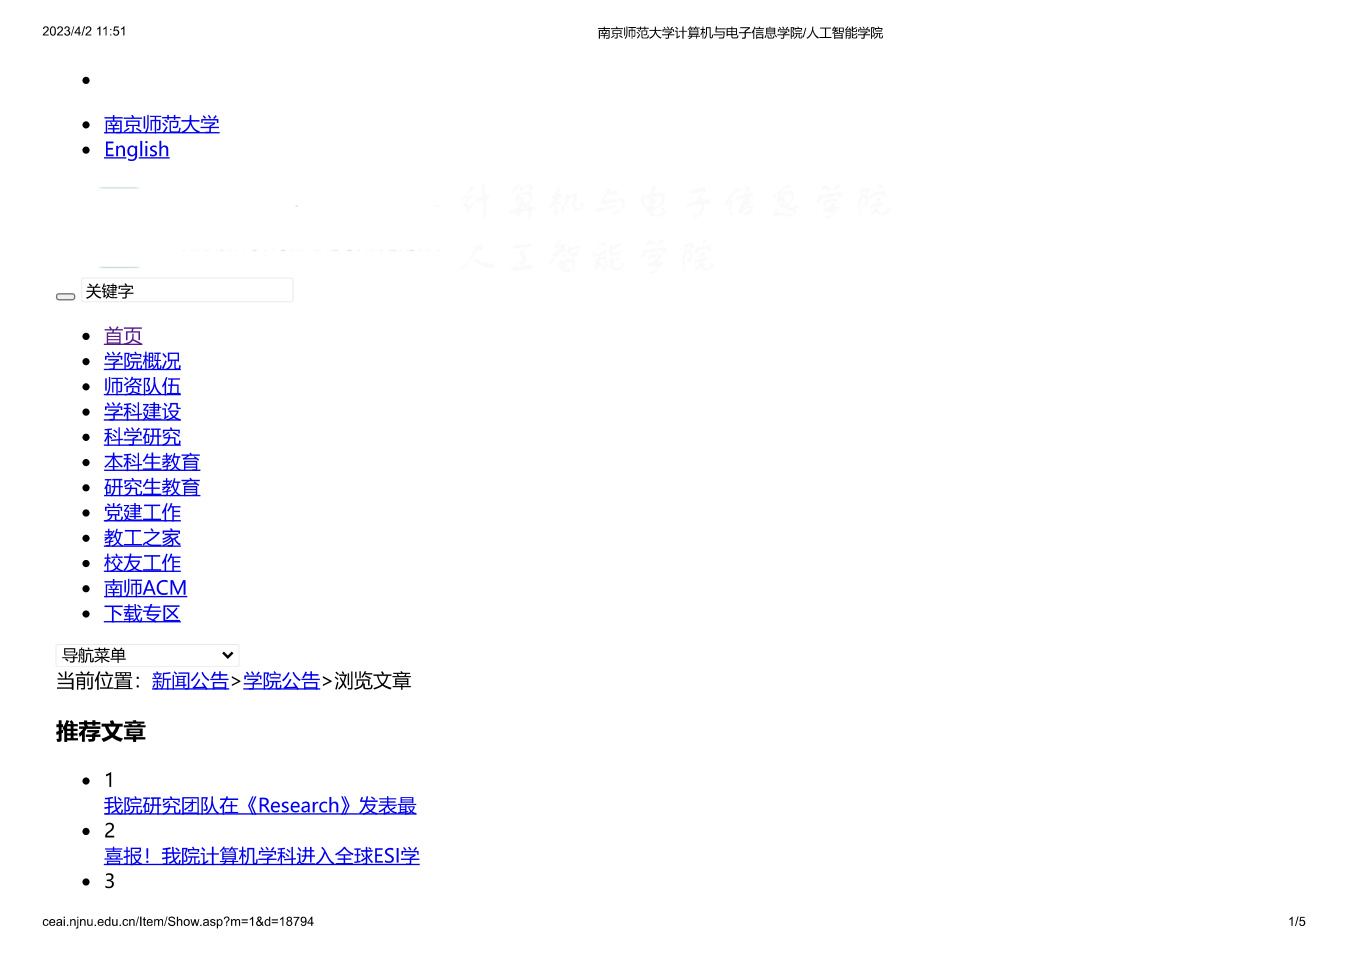 2023/4/2 11:51
南京师范大学计算机与电子信息学院/人工智能学院
南京师范大学
English
计算机与电子信息学院
人工智能学院
关键字
首页
学院概况
师资队伍
学科建设
科学研究
本科生教育
研究生教育
党建工作
教工之家
校友工作
南师ACM
下载专区
导航菜单
当前位置：新闻公告>学院公告>浏览文章
推荐文章
1
我院研究团队在《Research》发表最
2
喜报！我院计算机学科进入全球ESI学
3
ceai.njnu.edu.cn/Item/Show.asp?m=1&d=18794
1/5